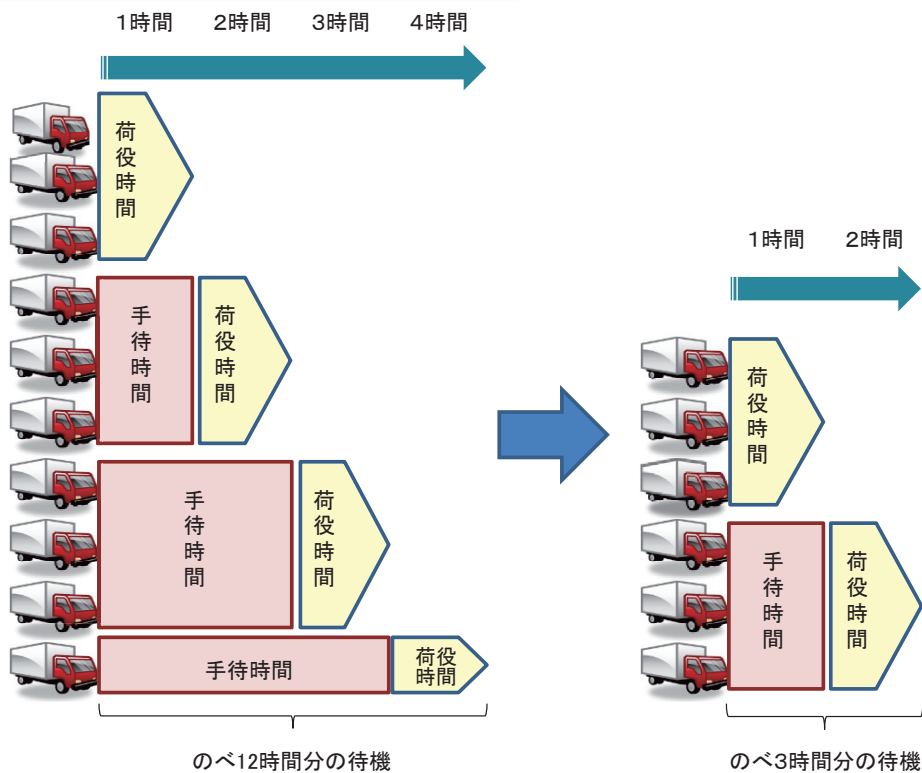 1時間 2時間 3時間 4時間
荷役時間
手待時間
荷役時間
手待時間
荷役時間
手待時間
荷役
時間
のべ12時間分の待機
1時間 2時間
荷役時間
手待時間
荷役時間
のべ3時間分の待機